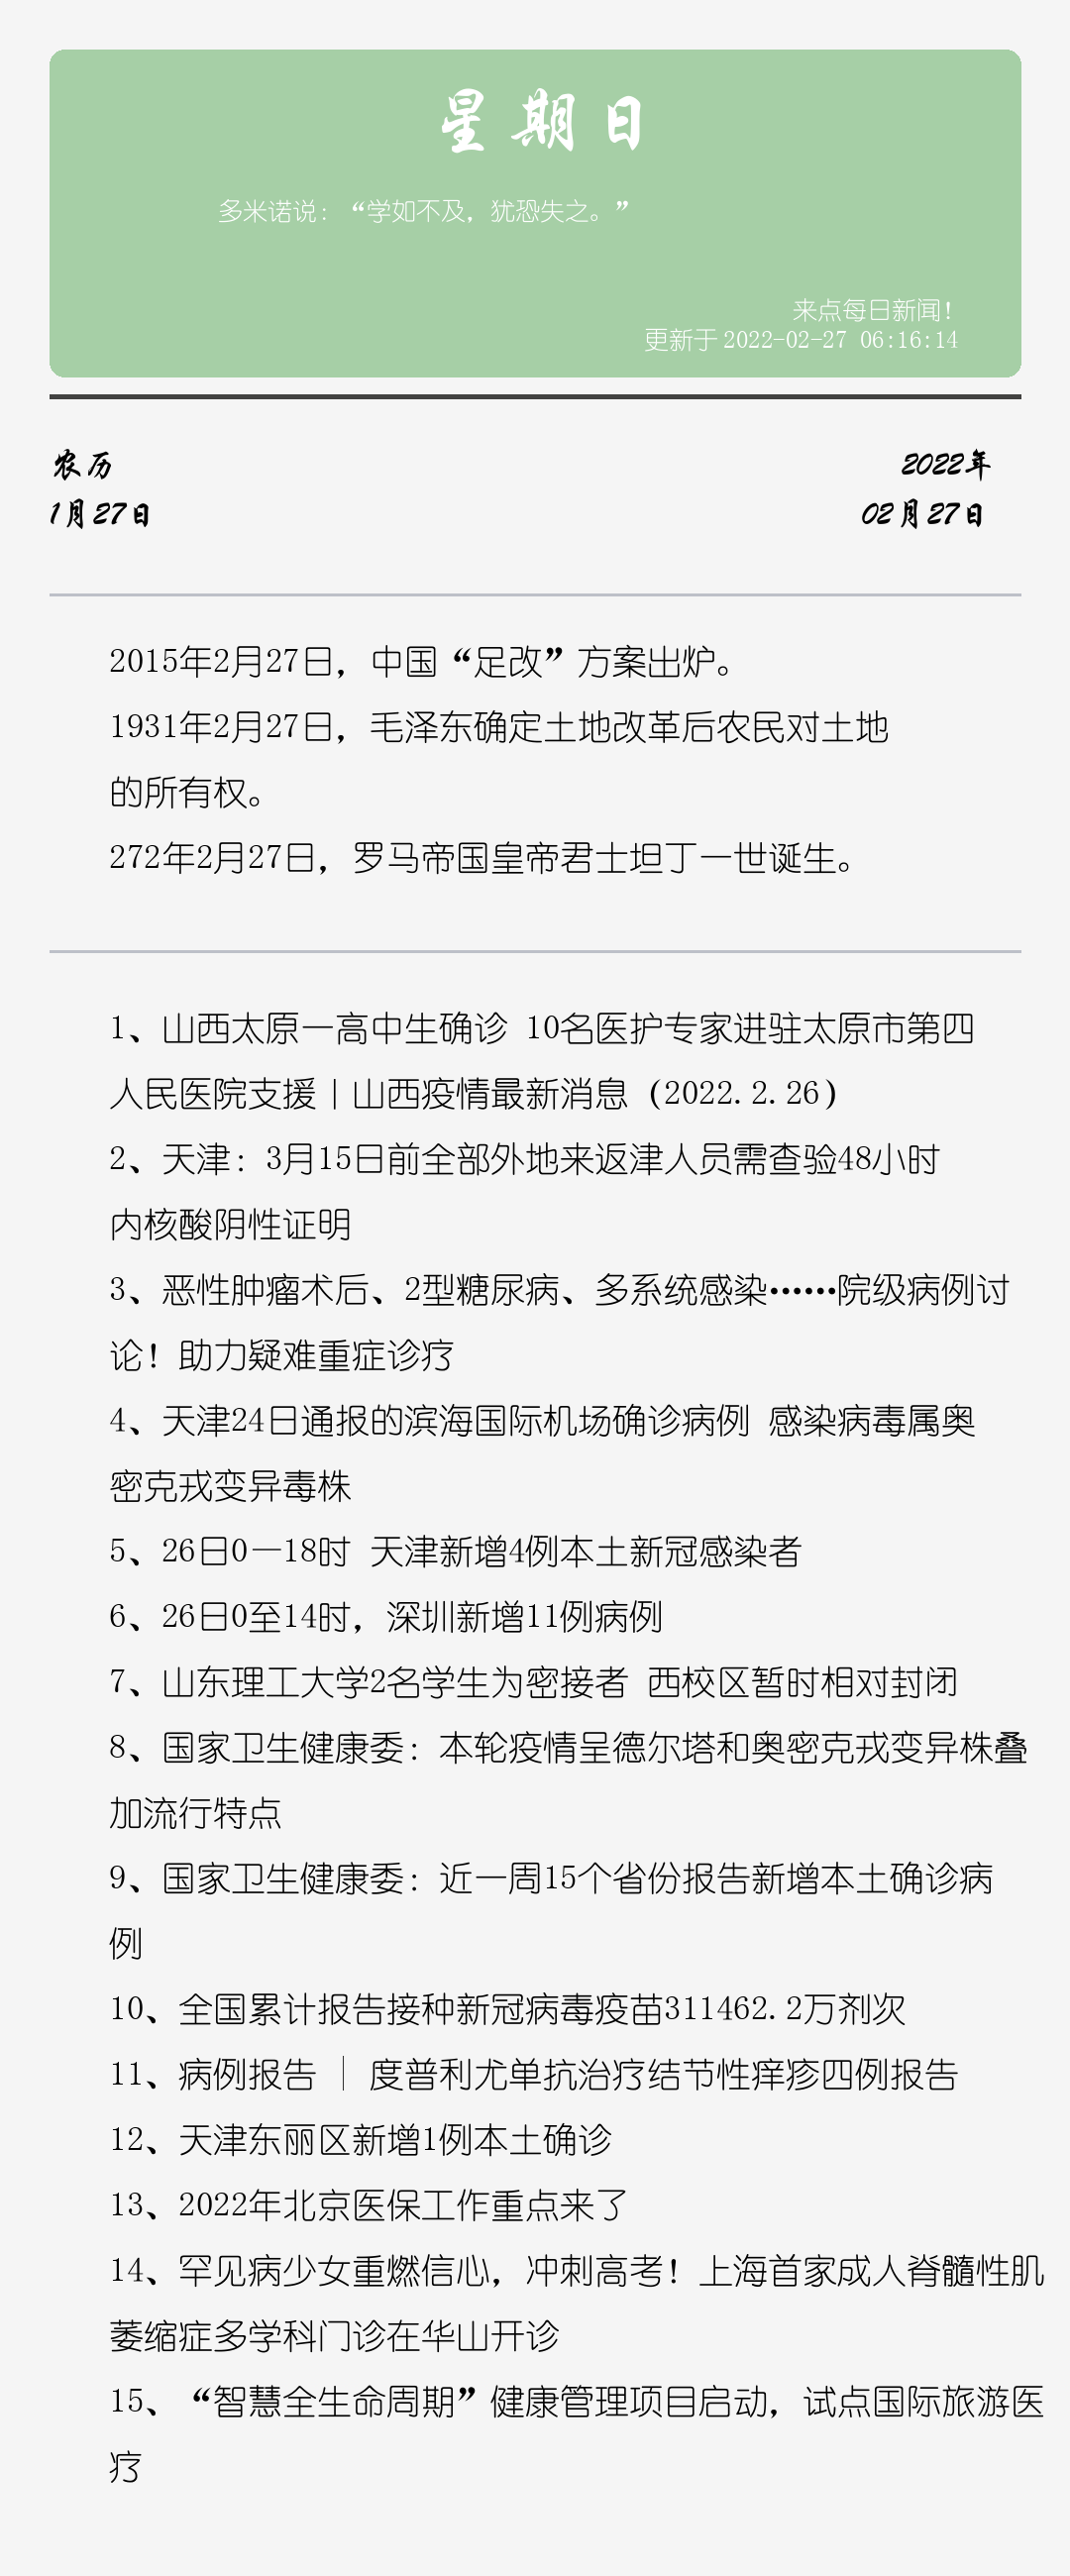 星期日
多米诺说：“学如不及，犹恐失之。”
来点每日新闻！
更新于 2022-02-27 06:16:14
农历
2022年
1月27日
02月27日
2015年2月27日，中国“足改”方案出炉。
1931年2月27日，毛泽东确定土地改革后农民对土地
的所有权。
272年2月27日，罗马帝国皇帝君士坦丁一世诞生。
1、山西太原一高中生确诊 10名医护专家进驻太原市第四
人民医院支援丨山西疫情最新消息（2022.2.26）
2、天津：3月15日前全部外地来返津人员需查验48小时
内核酸阴性证明
3、恶性肿瘤术后、2型糖尿病、多系统感染……院级病例讨
论！助力疑难重症诊疗
4、天津24日通报的滨海国际机场确诊病例 感染病毒属奥
密克戎变异毒株
5、26日0—18时 天津新增4例本土新冠感染者
6、26日0至14时，深圳新增11例病例
7、山东理工大学2名学生为密接者 西校区暂时相对封闭
8、国家卫生健康委：本轮疫情呈德尔塔和奥密克戎变异株叠
加流行特点
9、国家卫生健康委：近一周15个省份报告新增本土确诊病
例
10、全国累计报告接种新冠病毒疫苗311462.2万剂次
11、病例报告 │ 度普利尤单抗治疗结节性痒疹四例报告
12、天津东丽区新增1例本土确诊
13、2022年北京医保工作重点来了
14、罕见病少女重燃信心，冲刺高考！上海首家成人脊髓性肌
萎缩症多学科门诊在华山开诊
15、“智慧全生命周期”健康管理项目启动，试点国际旅游医
疗